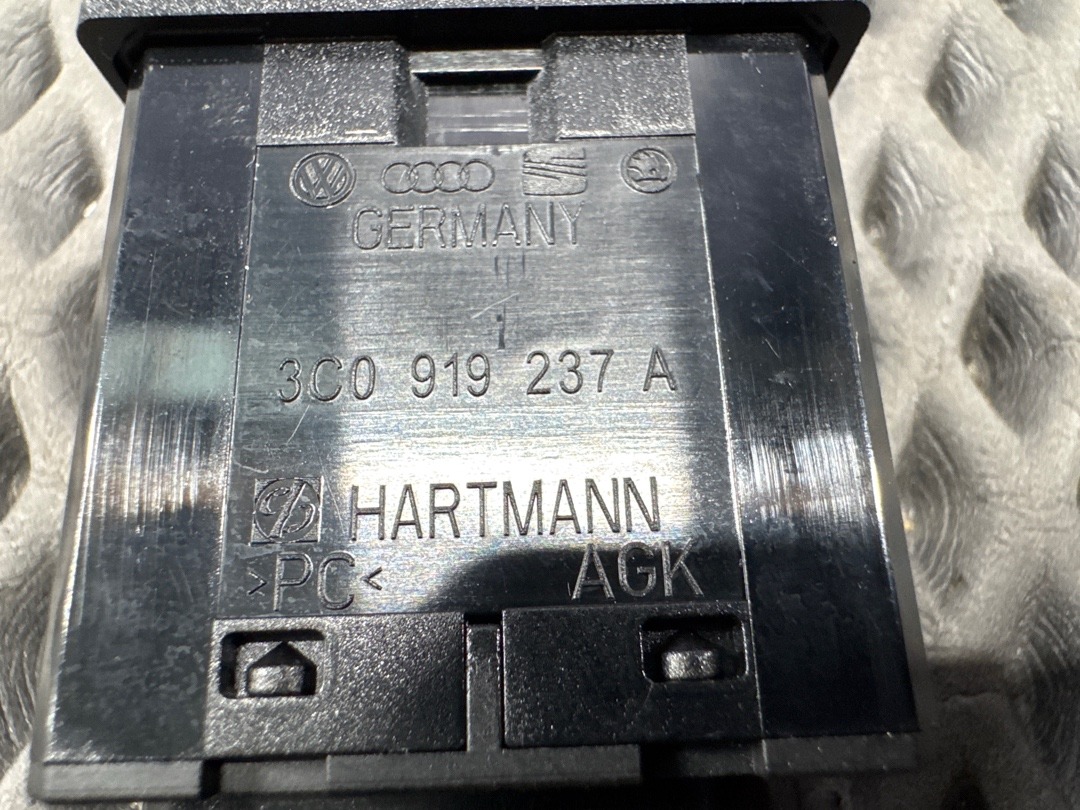 GERMANY
3C0 919 237 A
HARTMANN
>PC< AGK